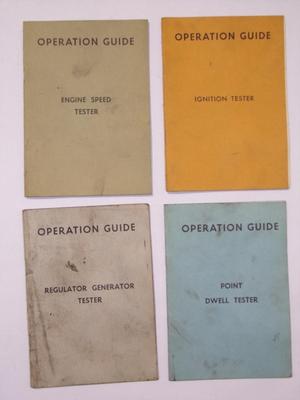 OPERATION GUIDE
ENGINE SPEED
TESTER
OPERATION GUIDE
IGNITION TESTER
OPERATION GUIDE
REGULATOR GENERATOR
TESTER
OPERATION GUIDE
POINT
DWELL TESTER